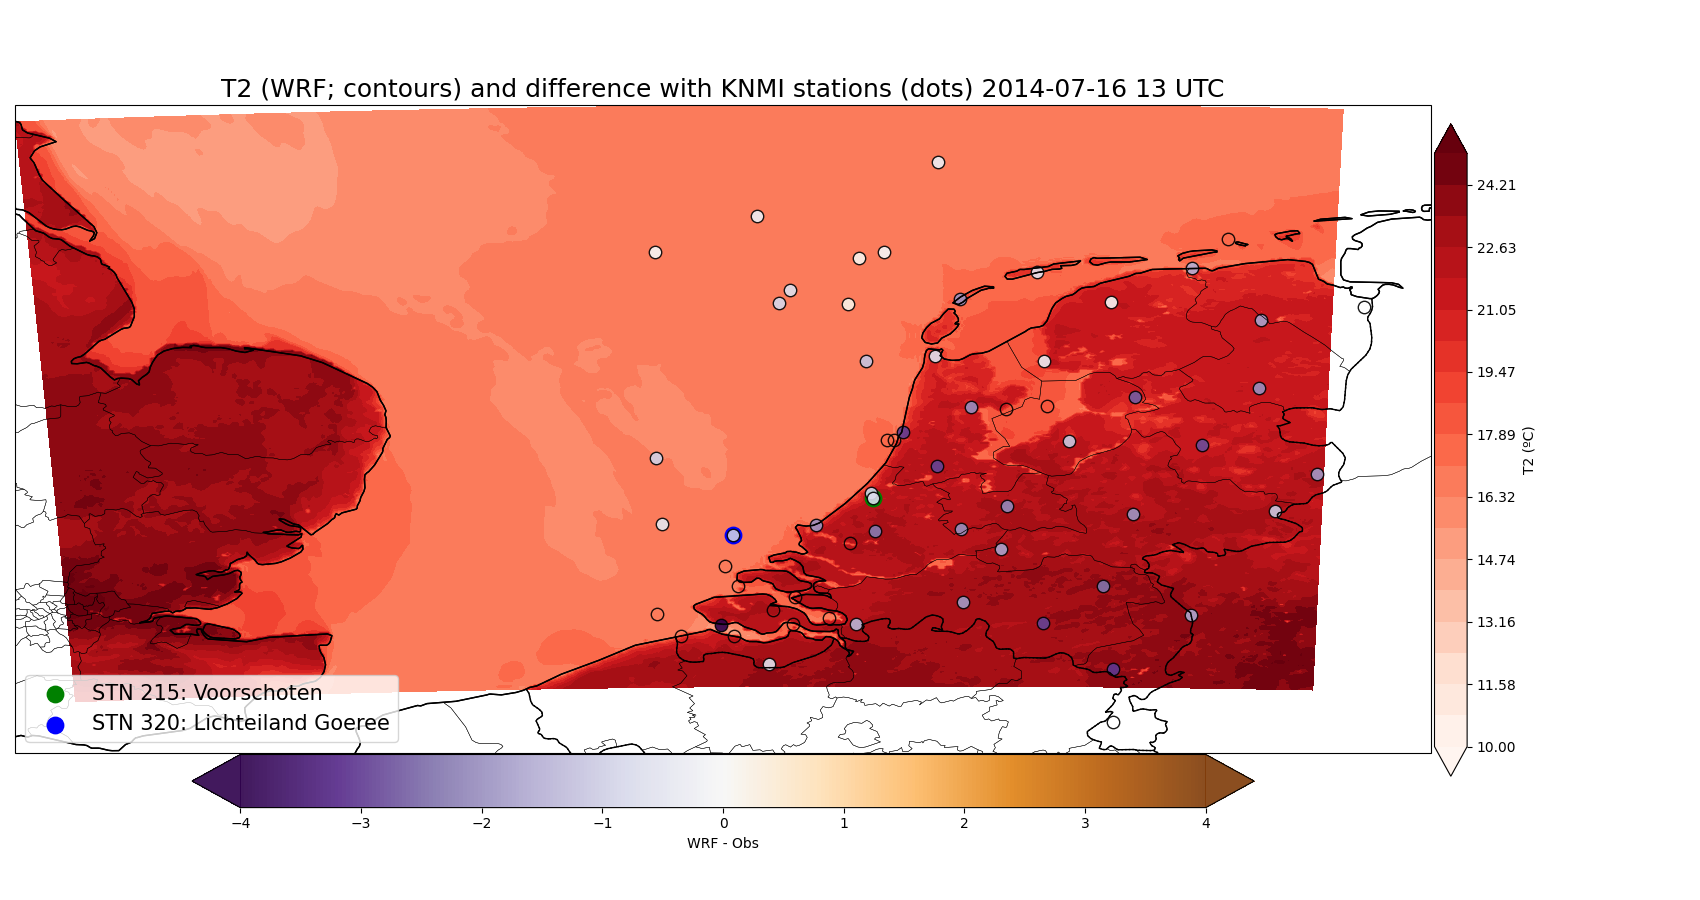 T2 (WRF; contours) and difference with KNMI stations (dots) 2014-07-16 13 UTC
24.21
22.63
21.05
19.47
17.89
16.32
14.74
13.16
11.58
10.00
T2 (ºC)
STN 215: Voorschoten
STN 320: Lichteiland Goeree
−4 −3 −2 −1 0 1 2 3 4
WRF - Obs